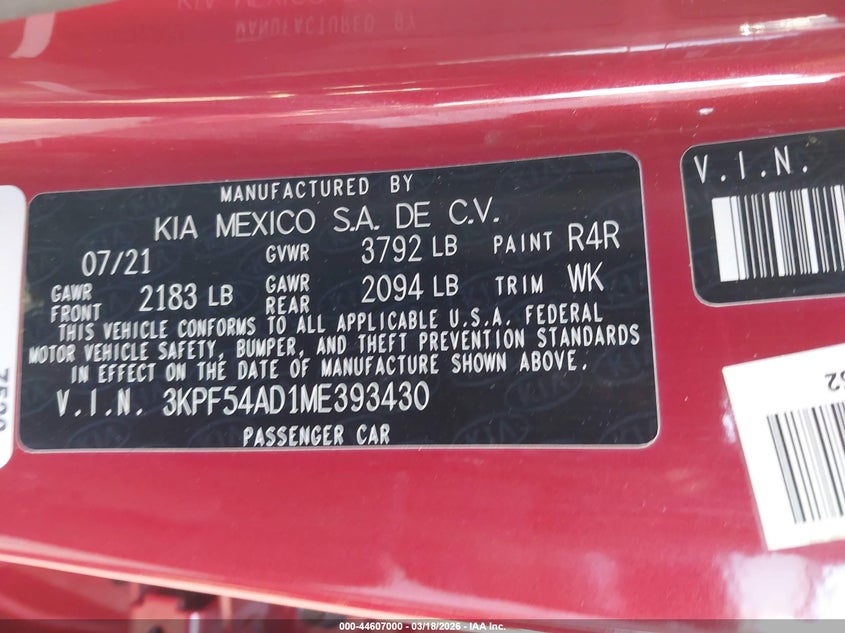 MANUFACTURED BY
KIA MEXICO S.A. DE C.V.
07/21 GVWR 3792 LB PAINT R4R
GAWR FRONT 2183 LB GAWR REAR 2094 LB TRIM WK
THIS VEHICLE CONFORMS TO ALL APPLICABLE U.S.A. FEDERAL
MOTOR VEHICLE SAFETY, BUMPER, AND THEFT PREVENTION STANDARDS
IN EFFECT ON THE DATE OF MANUFACTURE SHOWN ABOVE.
V.I.N. 3KPF54AD1ME393430
PASSENGER CAR
V.I.N.
000-44607000 - 03/18/2026 - IAA Inc.